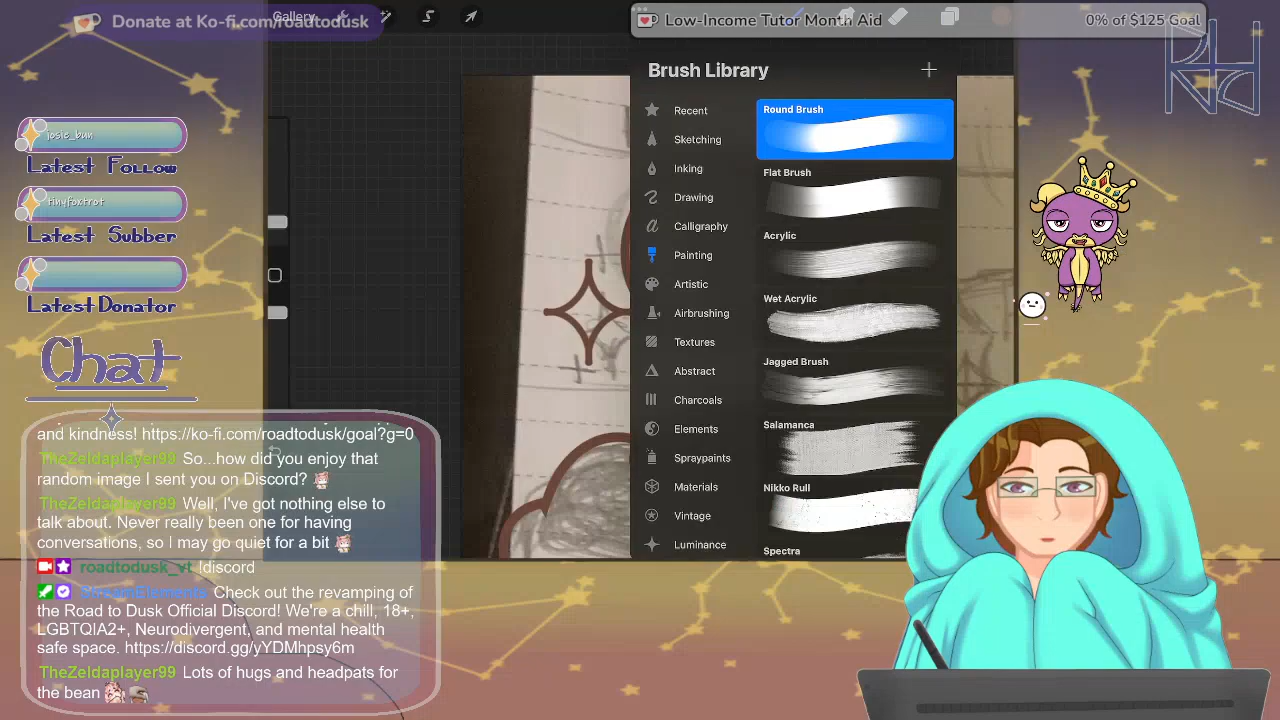 Donate at Ko-fi.com/roadtodusk
Gallery
Low-Income Tutor Month Aid
0% of $125 Goal
josie_bun
Latest Follow
tinyfoxtrot
Latest Subber
Latest Donator
Chat
and kindness! https://ko-fi.com/roadtodusk/goal?g=0
TheZeldaplayer99 So...how did you enjoy that
random image I sent you on Discord?
TheZeldaplayer99 Well, I've got nothing else to
talk about. Never really been one for having
conversations, so I may go quiet for a bit
roadtodusk_vt !discord
StreamElements Check out the revamping of
the Road to Dusk Official Discord! We're a chill, 18+,
LGBTQIA2+, Neurodivergent, and mental health
safe space. https://discord.gg/yYDMhpsy6m
TheZeldaplayer99 Lots of hugs and headpats for
the bean
Brush Library
Recent
Sketching
Inking
Drawing
Calligraphy
Painting
Artistic
Airbrushing
Textures
Abstract
Charcoals
Elements
Spraypaints
Materials
Vintage
Luminance
Round Brush
Flat Brush
Acrylic
Wet Acrylic
Jagged Brush
Salamanca
Nikko Rull
Spectra